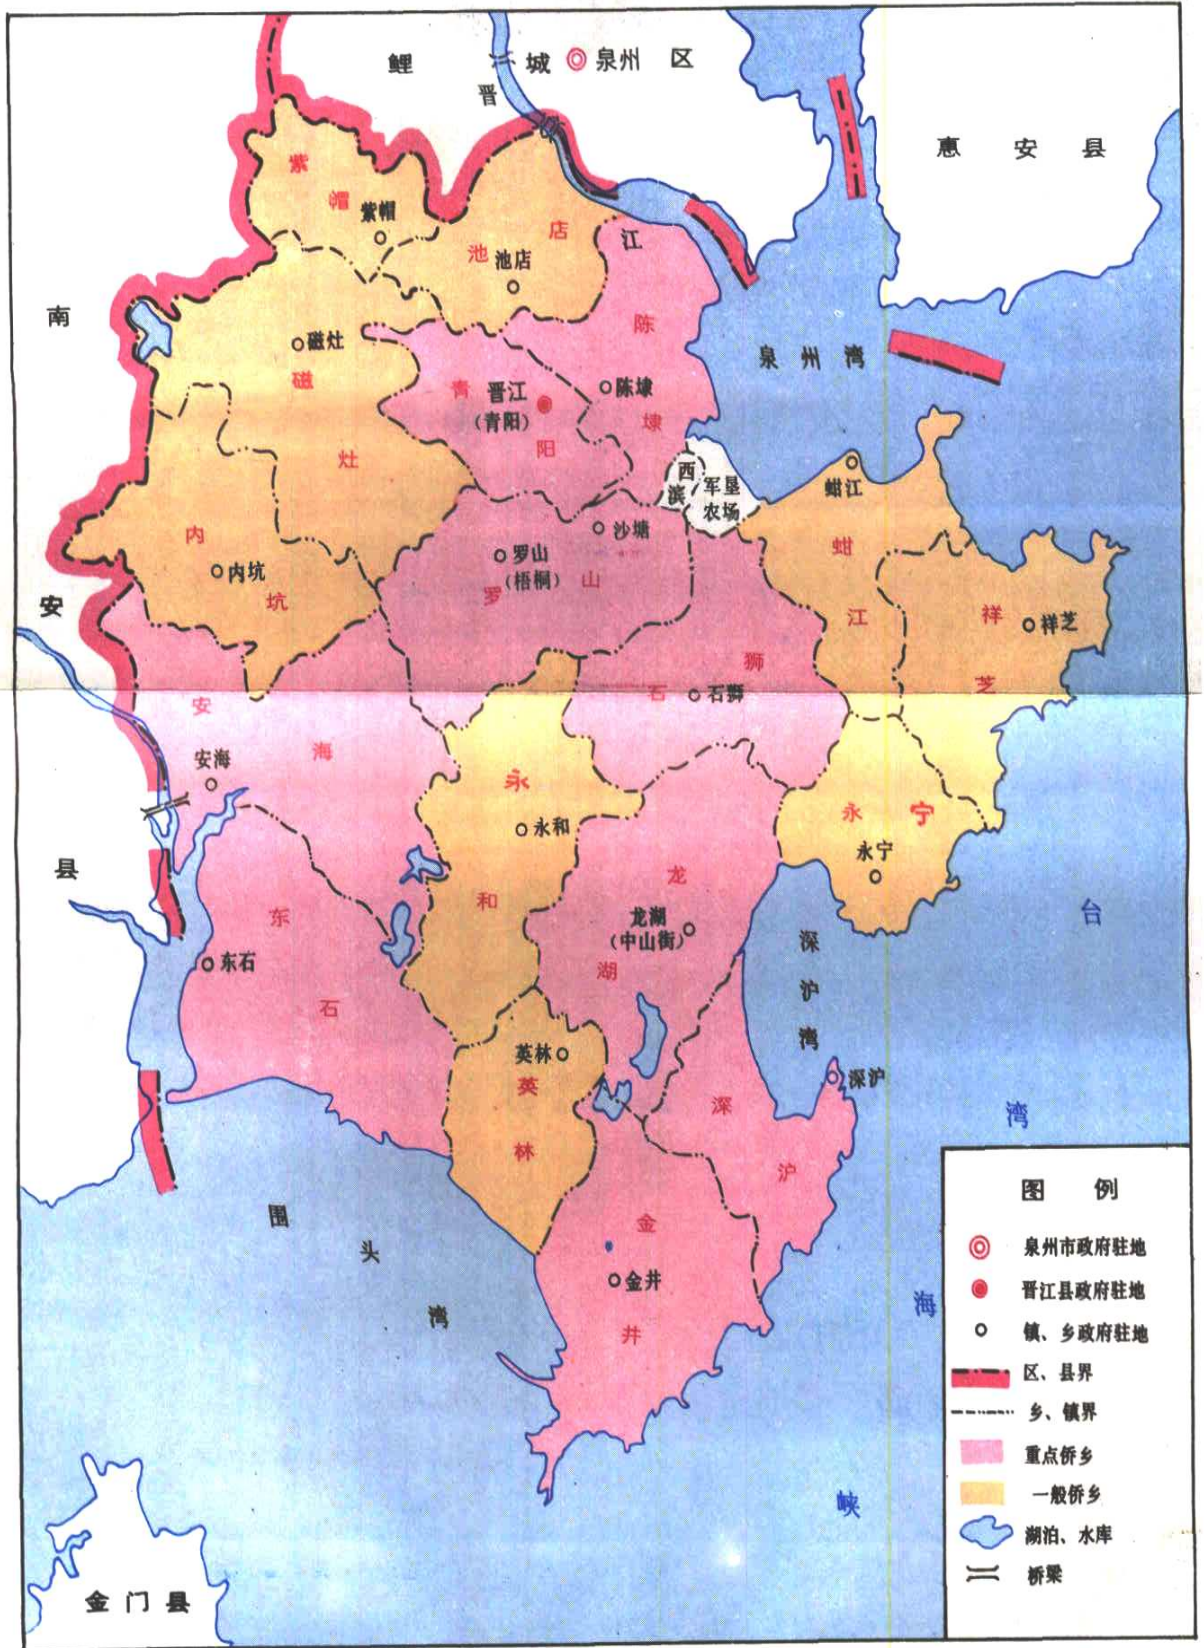 鲤城 泉州 区
晋
江
惠安县
南
安
县
紫帽
紫帽
池店
池店
磁灶
磁灶
陈埭
陈埭
青阳
晋江
(青阳)
泉州湾
西滨
军垦
农场
蚶江
蚶江
沙塘
罗山
(梧桐)
罗山
内坑
内坑
祥芝
祥芝
石狮
石狮
安海
安海
永和
永和
永宁
永宁
东石
东石
龙湖
龙湖
(中山街)
深沪湾
深沪
深沪
英林
英林
金井
金井
围头湾
台湾海峡
金门县
图例
泉州市政府驻地
晋江县政府驻地
镇、乡政府驻地
区、县界
乡、镇界
重点侨乡
一般侨乡
湖泊、水库
桥梁